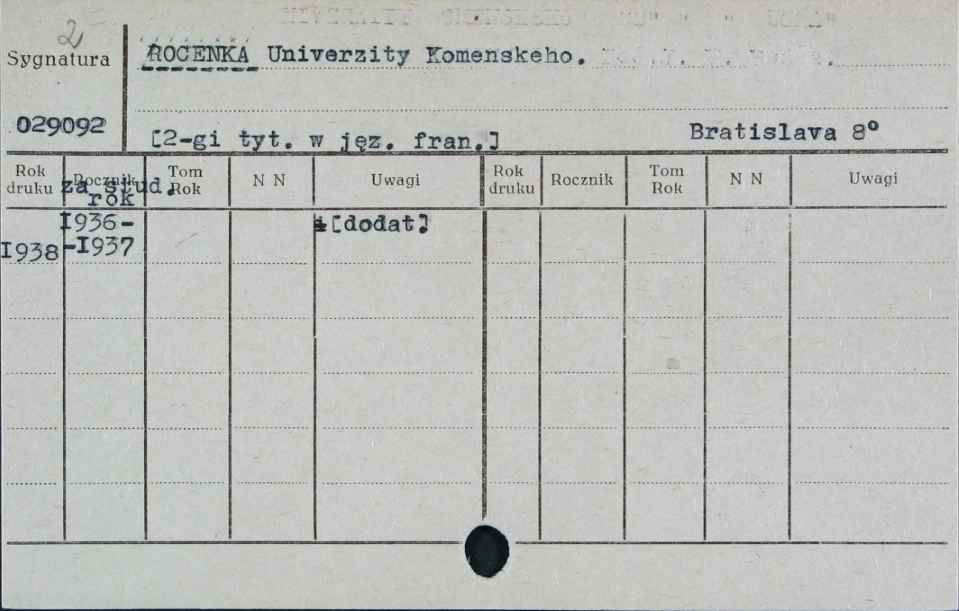 2
Sygnatura
ROCENKA Univerzity Komenskeho.
029092
[2-gi tyt. w jęz. fran.]
Bratislava 8°
Rok druku Rocznik Tom Rok N N Uwagi Rok druku Rocznik Tom Rok N N Uwagi
za stud. rok
1938 1936-
-1937 [dodat]